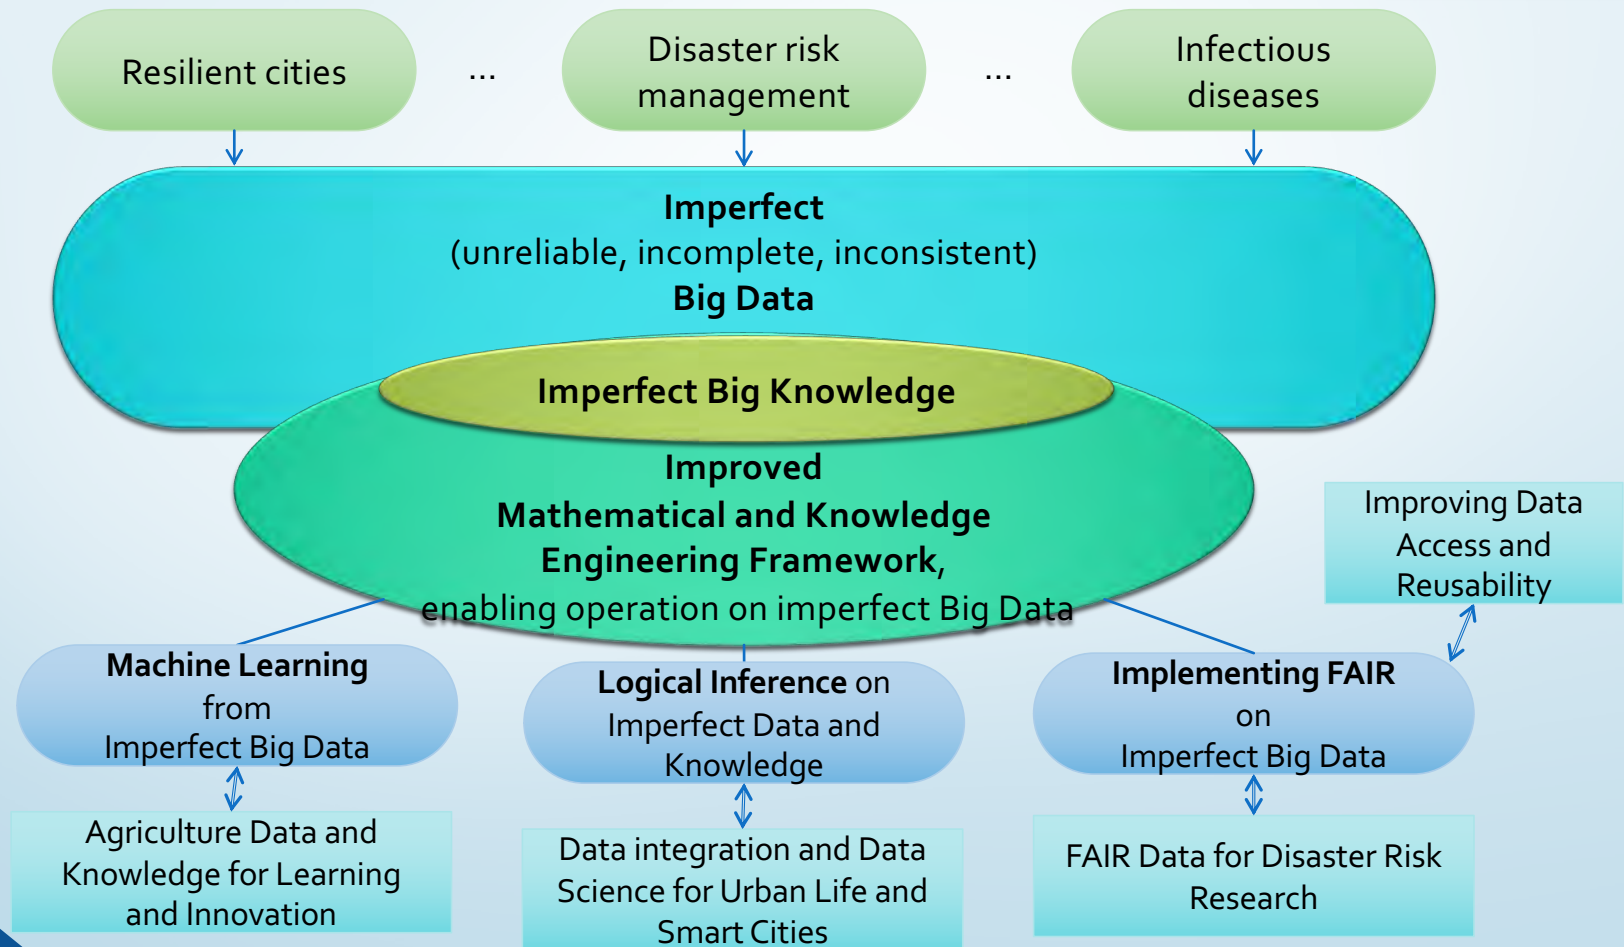 Resilient cities
...
Disaster risk
management
...
Infectious
diseases
Imperfect
(unreliable, incomplete, inconsistent)
Big Data
Imperfect Big Knowledge
Improved
Mathematical and Knowledge
Engineering Framework,
enabling operation on imperfect Big Data
Improving Data
Access and
Reusability
Machine Learning
from
Imperfect Big Data
Logical Inference on
Imperfect Data and
Knowledge
Implementing FAIR
on
Imperfect Big Data
Agriculture Data and
Knowledge for Learning
and Innovation
Data integration and Data
Science for Urban Life and
Smart Cities
FAIR Data for Disaster Risk
Research